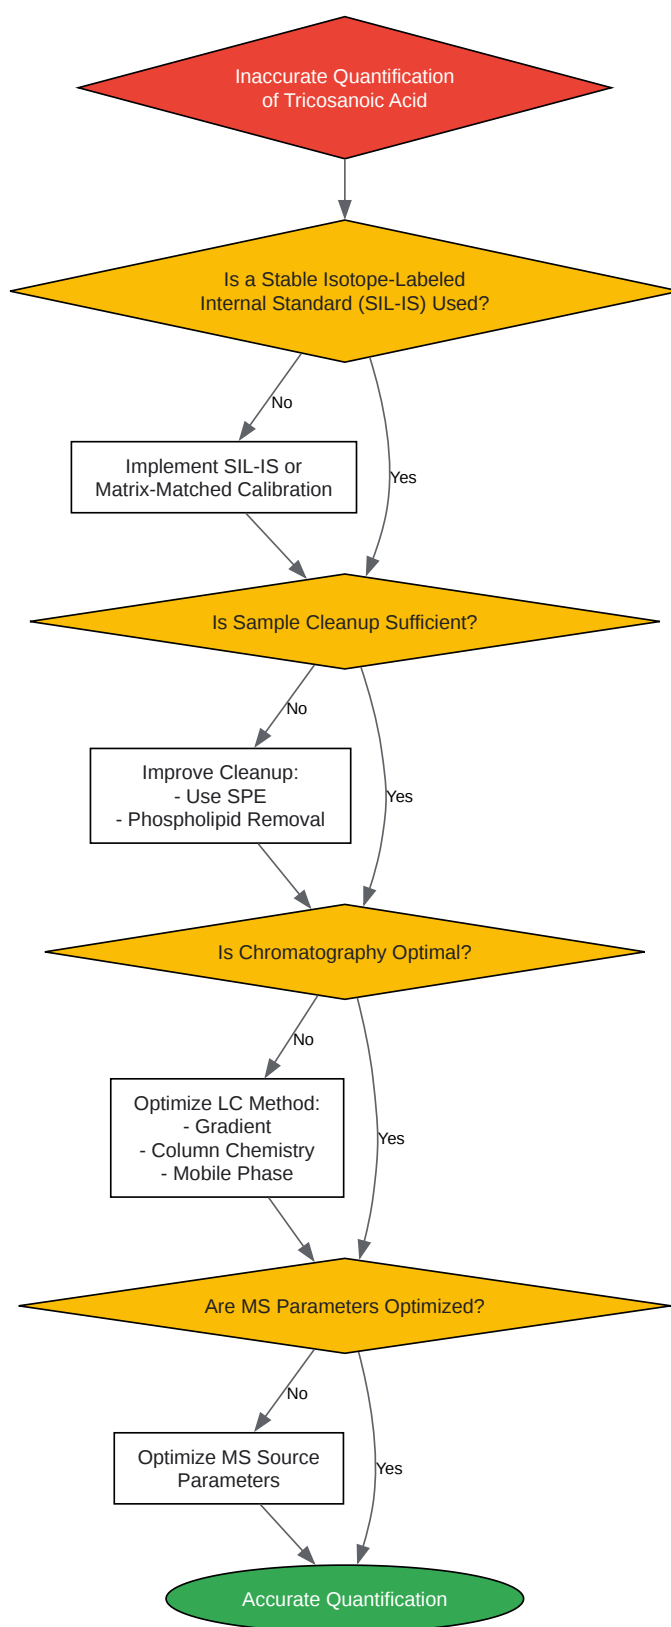 Inaccurate Quantification
of Tricosanoic Acid
Is a Stable Isotope-Labeled
Internal Standard (SIL-IS) Used?
No
Yes
Implement SIL-IS or
Matrix-Matched Calibration
Is Sample Cleanup Sufficient?
No
Yes
Improve Cleanup:
- Use SPE
- Phospholipid Removal
Is Chromatography Optimal?
No
Yes
Optimize LC Method:
- Gradient
- Column Chemistry
- Mobile Phase
Are MS Parameters Optimized?
No
Yes
Optimize MS Source
Parameters
Accurate Quantification